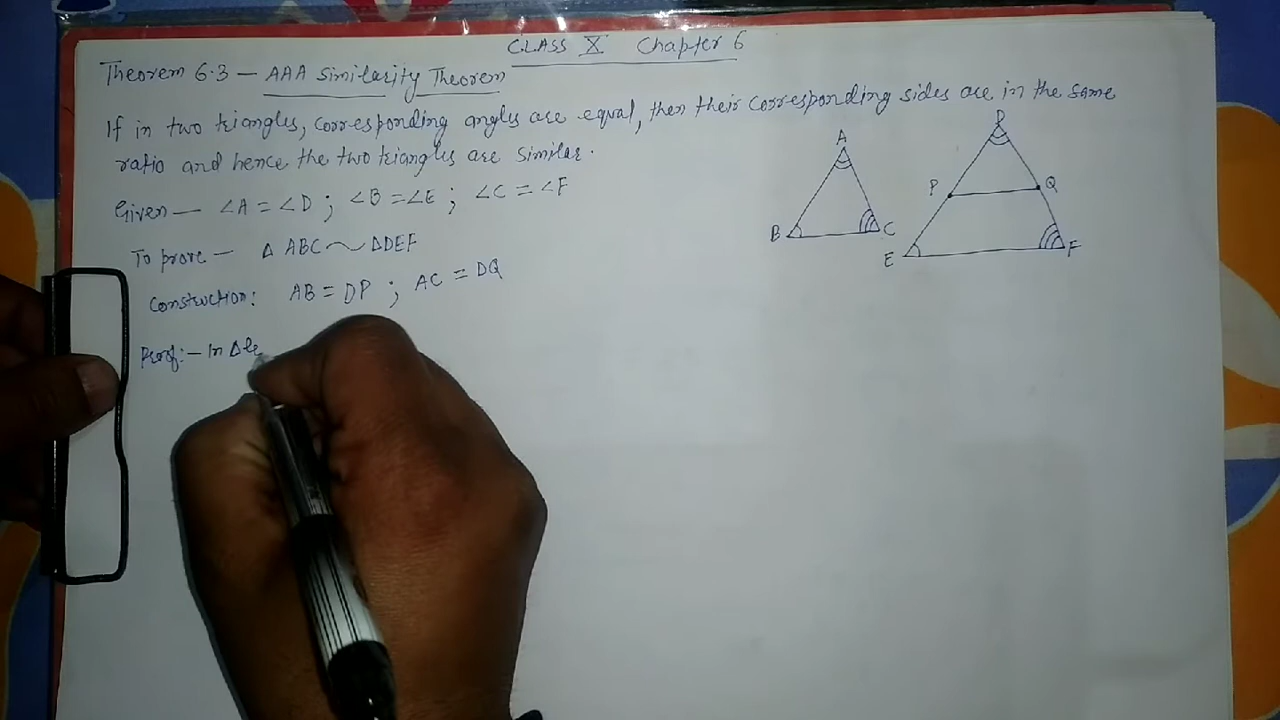 CLASS X Chapter 6
Theorem 6.3 — AAA Similarity Theorem
If in two triangles, corresponding angles are equal, then their corresponding sides are in the same
ratio and hence the two triangles are similar.
Given — ∠A = ∠D ; ∠B = ∠E ; ∠C = ∠F
To prove — Δ ABC ~ ΔDEF
Construction: AB = DP ; AC = DQ
Proof:- In Δle
A
B
C
D
P
Q
E
F